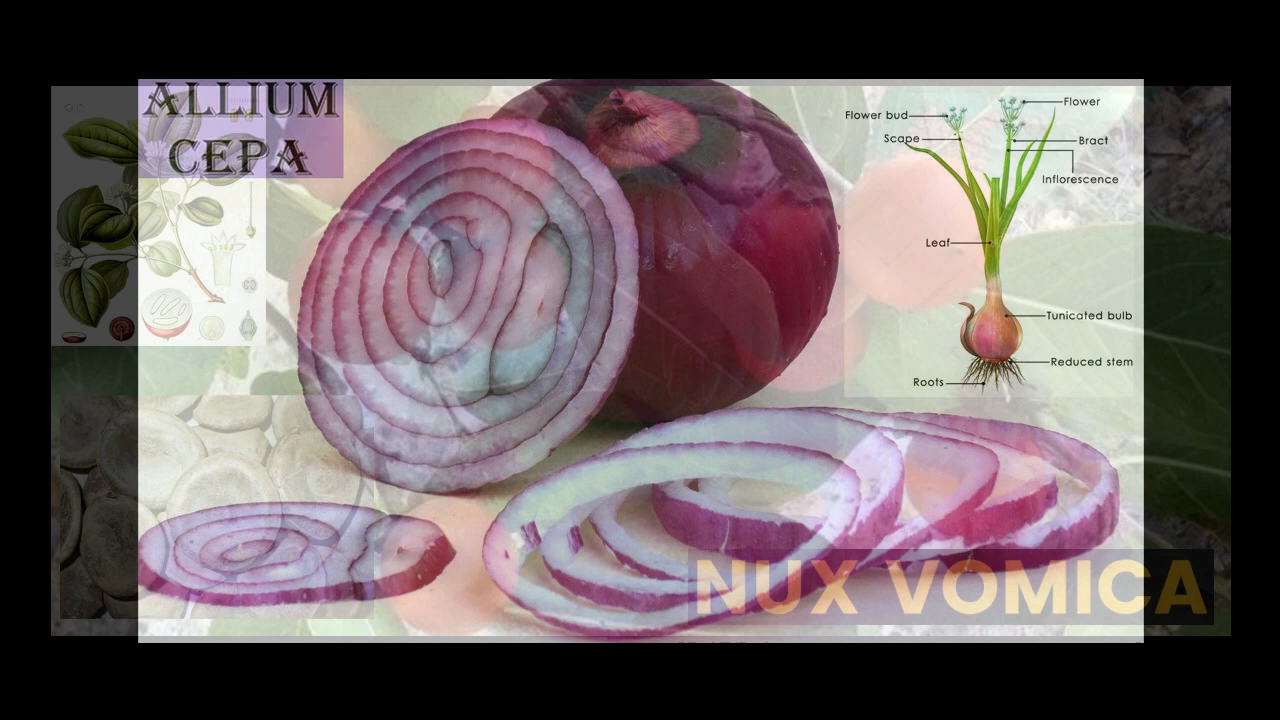 ALLIUM
CEPA
Flower
Flower bud
Scape
Bract
Inflorescence
Leaf
Tunicated bulb
Reduced stem
Roots
NUX VOMICA